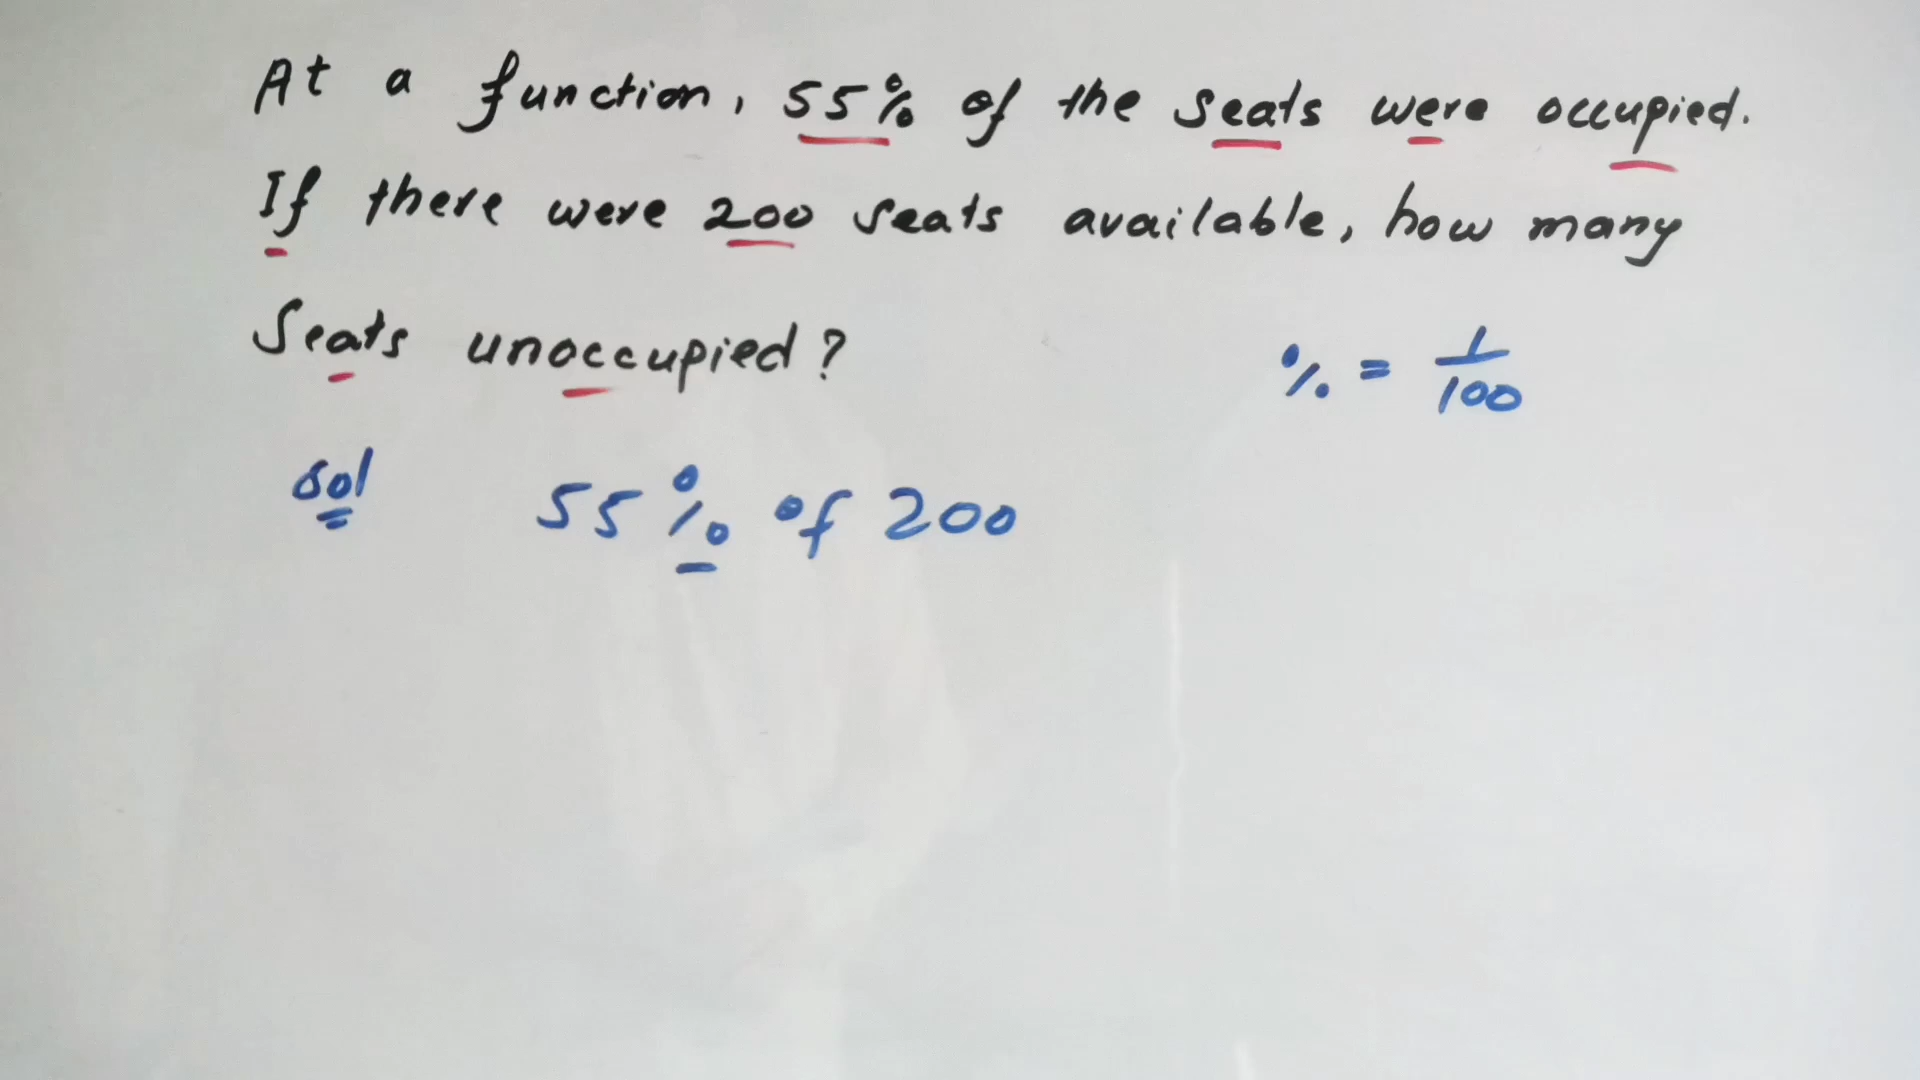 At a function, 55% of the seats were occupied.
If there were 200 seats available, how many
Seats unoccupied?
% = 1/100
Sol 55% of 200